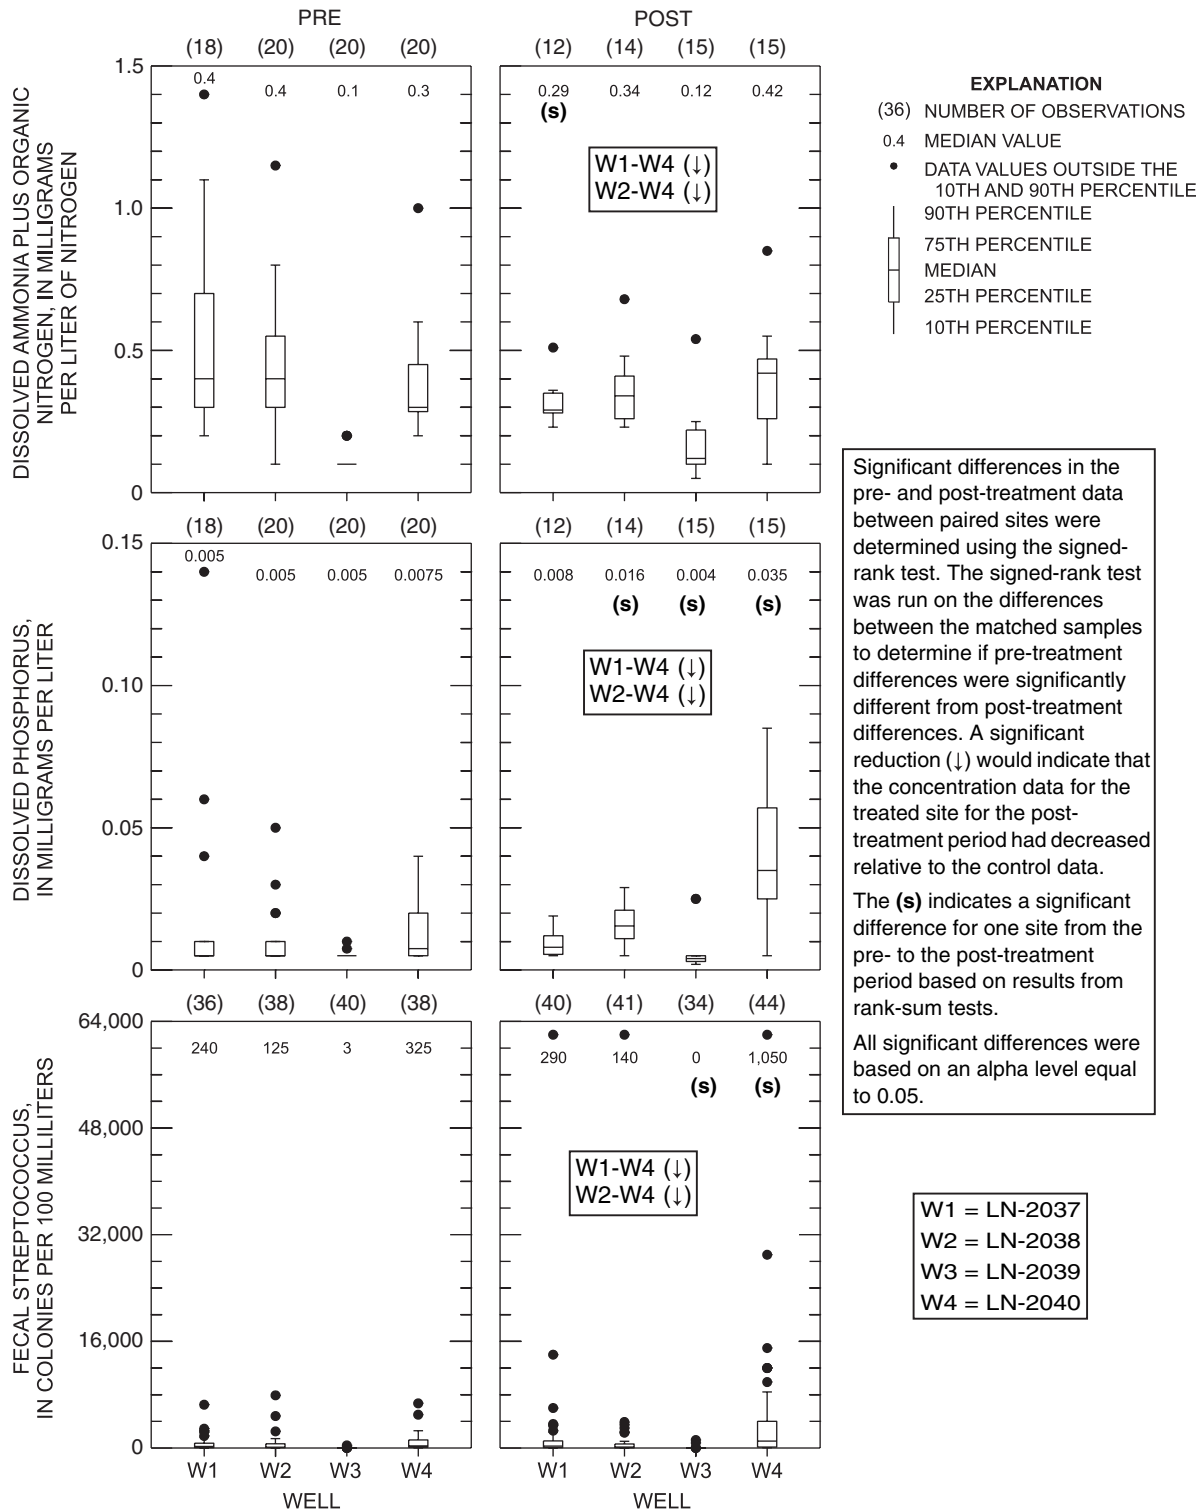 PRE
POST
(18) (20) (20) (20)
(12) (14) (15) (15)
DISSOLVED AMMONIA PLUS ORGANIC
NITROGEN, IN MILLIGRAMS
PER LITER OF NITROGEN
1.5
1.0
0.5
0
0.4 0.4 0.1 0.3
0.29 0.34 0.12 0.42
(s)
W1-W4 (↓)
W2-W4 (↓)
(18) (20) (20) (20)
(12) (14) (15) (15)
DISSOLVED PHOSPHORUS,
IN MILLIGRAMS PER LITER
0.15
0.10
0.05
0
0.005 0.005 0.005 0.0075
0.008 0.016 0.004 0.035
(s) (s) (s)
W1-W4 (↓)
W2-W4 (↓)
(36) (38) (40) (38)
(40) (41) (34) (44)
FECAL STREPTOCOCCUS,
IN COLONIES PER 100 MILLILITERS
64,000
48,000
32,000
16,000
0
240 125 3 325
290 140 0 1,050
(s) (s)
W1-W4 (↓)
W2-W4 (↓)
W1 W2 W3 W4
W1 W2 W3 W4
WELL
WELL
EXPLANATION
(36) NUMBER OF OBSERVATIONS
0.4 MEDIAN VALUE
DATA VALUES OUTSIDE THE
10TH AND 90TH PERCENTILE
90TH PERCENTILE
75TH PERCENTILE
MEDIAN
25TH PERCENTILE
10TH PERCENTILE
Significant differences in the
pre- and post-treatment data
between paired sites were
determined using the signed-
rank test. The signed-rank test
was run on the differences
between the matched samples
to determine if pre-treatment
differences were significantly
different from post-treatment
differences. A significant
reduction (↓) would indicate that
the concentration data for the
treated site for the post-
treatment period had decreased
relative to the control data.
The (s) indicates a significant
difference for one site from the
pre- to the post-treatment
period based on results from
rank-sum tests.
All significant differences were
based on an alpha level equal
to 0.05.
W1 = LN-2037
W2 = LN-2038
W3 = LN-2039
W4 = LN-2040